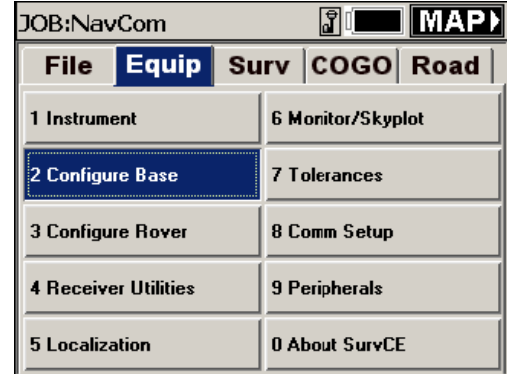 JOB:NavCom MAP
File Equip Surv COGO Road
1 Instrument 6 Monitor/Skyplot
2 Configure Base 7 Tolerances
3 Configure Rover 8 Comm Setup
4 Receiver Utilities 9 Peripherals
5 Localization 0 About SurvCE